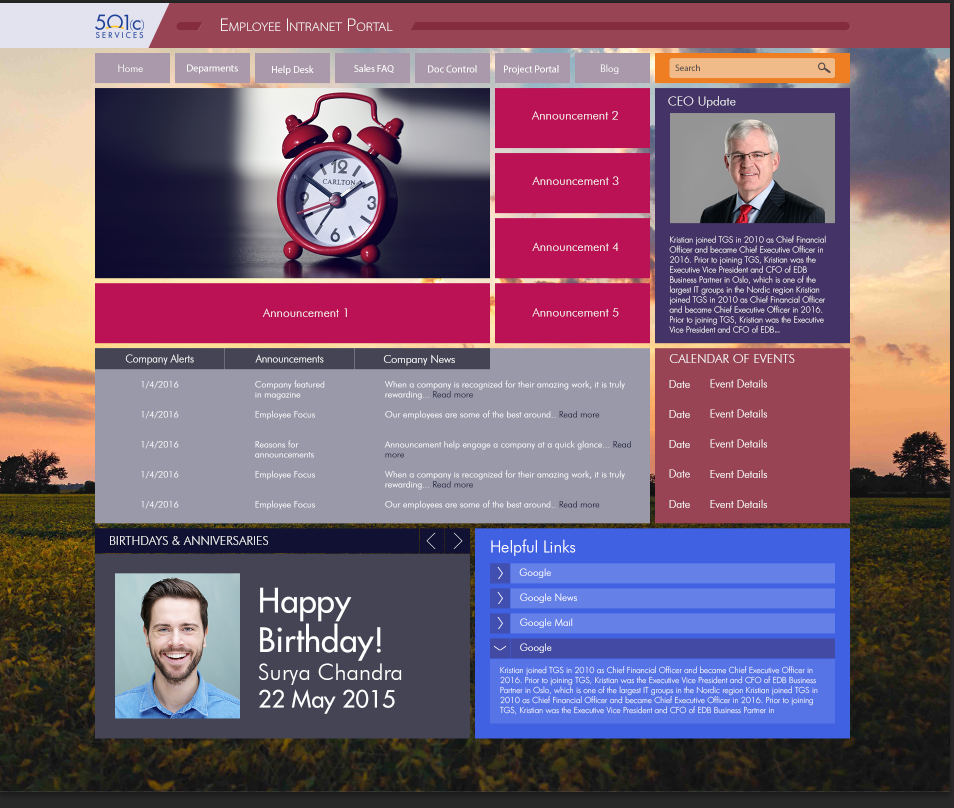 501(c)
SERVICES
Employee Intranet Portal
Home
Deparments
Help Desk
Sales FAQ
Doc Control
Project Portal
Blog
Search
12
3
CARLTON
Announcement 2
Announcement 3
Announcement 4
Announcement 1
Announcement 5
CEO Update
Kristian joined TGS in 2010 as Chief Financial
Officer and became Chief Executive Officer in
2016. Prior to joining TGS, Kristian was the
Executive Vice President and CFO of EDB
Business Partner in Oslo, which is one of the
largest IT groups in the Nordic region Kristian
joined TGS in 2010 as Chief Financial Officer
and became Chief Executive Officer in 2016.
Prior to joining TGS, Kristian was the Executive
Vice President and CFO of EDB...
Company Alerts
Announcements
Company News
1/4/2016
Company featured
in magazine
When a company is recognized for their amazing work, it is truly
rewarding... Read more
1/4/2016
Employee Focus
Our employees are some of the best around... Read more
1/4/2016
Reasons for
announcements
Announcement help engage a company at a quick glance... Read
more
1/4/2016
Employee Focus
When a company is recognized for their amazing work, it is truly
rewarding... Read more
1/4/2016
Employee Focus
Our employees are some of the best around... Read more
CALENDAR OF EVENTS
Date Event Details
Date Event Details
Date Event Details
Date Event Details
Date Event Details
BIRTHDAYS & ANNIVERSARIES
Happy
Birthday!
Surya Chandra
22 May 2015
Helpful Links
Google
Google News
Google Mail
Google
Kristian joined TGS in 2010 as Chief Financial Officer and became Chief Executive Officer in
2016. Prior to joining TGS, Kristian was the Executive Vice President and CFO of EDB Business
Partner in Oslo, which is one of the largest IT groups in the Nordic region Kristian joined TGS in
2010 as Chief Financial Officer and became Chief Executive Officer in 2016. Prior to joining
TGS, Kristian was the Executive Vice President and CFO of EDB Business Partner in